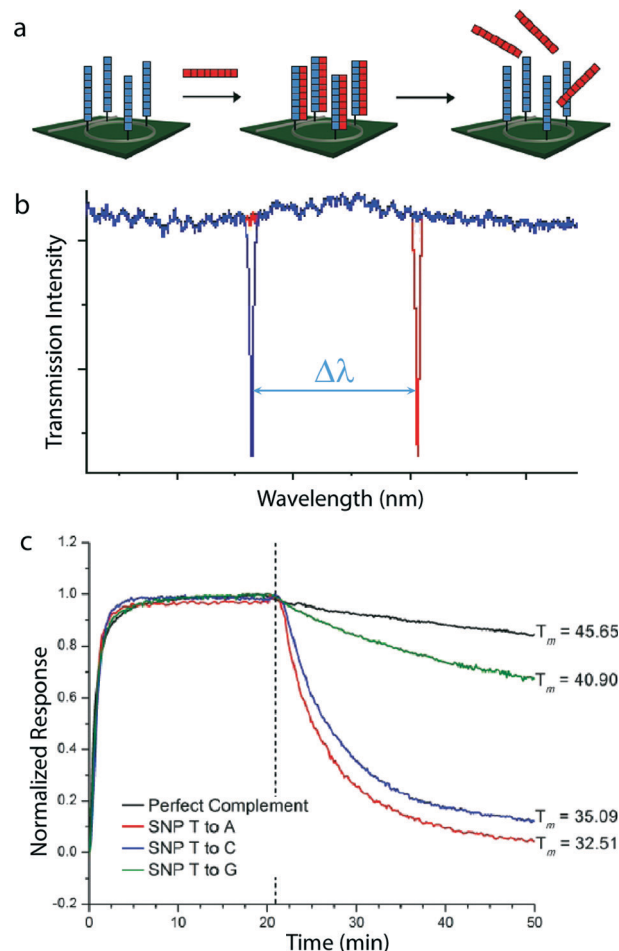 a
b
Transmission Intensity
Δλ
Wavelength (nm)
c
Normalized Response
1.2
1.0
0.8
0.6
0.4
0.2
0.0
-0.2
Tm = 45.65
Tm = 40.90
Tm = 35.09
Tm = 32.51
Perfect Complement
SNP T to A
SNP T to C
SNP T to G
0 10 20 30 40 50
Time (min)